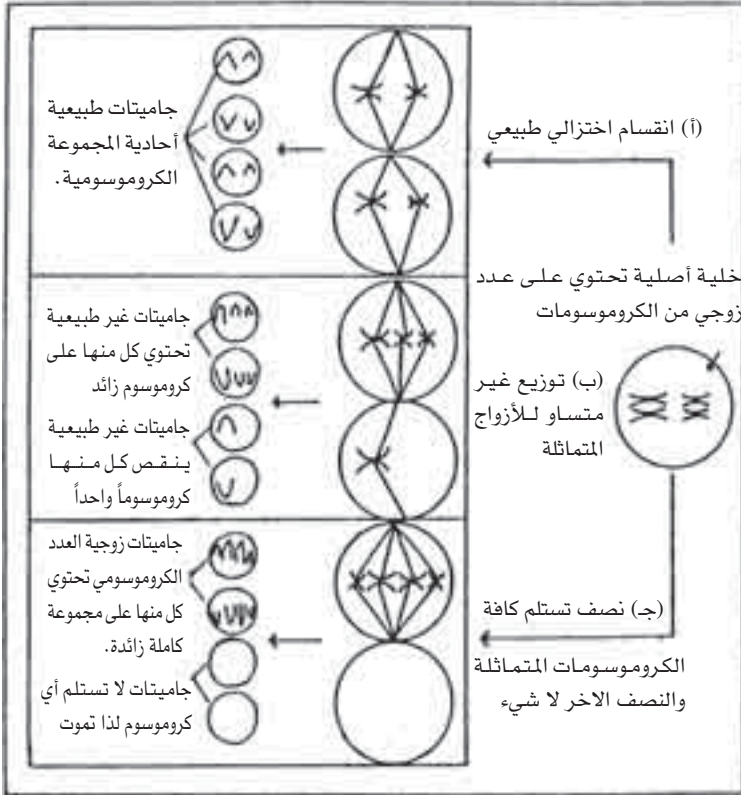 (أ) انقسام اختزالي طبيعي
جاميتات طبيعية
أحادية المجموعة
الكروموسومية.
خلية أصلية تحتوي على عدد
زوجي من الكروموسومات
(ب) توزيع غير
متساو للأزواج
المتماثلة
جاميتات غير طبيعية
تحتوي كل منها على
كروموسوم زائد
جاميتات غير طبيعية
ينقص كل منها
كروموسوماً واحداً
(جـ) نصف تستلم كافة
الكروموسومات المتماثلة
والنصف الاخر لا شيء
جاميتات زوجية العدد
الكروموسومي تحتوي
كل منها على مجموعة
كاملة زائدة.
جاميتات لا تستلم أي
كروموسوم لذا تموت